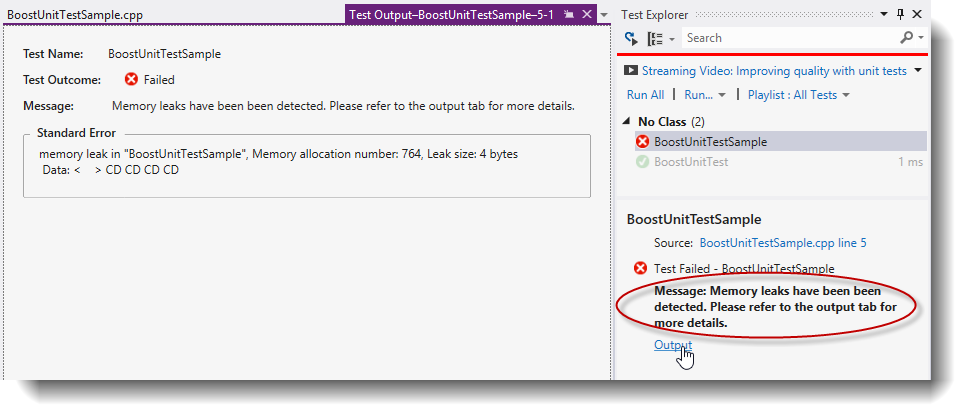 BoostUnitTestSample.cpp
Test Output–BoostUnitTestSample–5-1
Test Name: BoostUnitTestSample
Test Outcome: Failed
Message: Memory leaks have been been detected. Please refer to the output tab for more details.
Standard Error
memory leak in "BoostUnitTestSample", Memory allocation number: 764, Leak size: 4 bytes
Data: < > CD CD CD CD
Test Explorer
Search
Streaming Video: Improving quality with unit tests
Run All | Run... | Playlist : All Tests
No Class (2)
BoostUnitTestSample
BoostUnitTest 1 ms
BoostUnitTestSample
Source: BoostUnitTestSample.cpp line 5
Test Failed - BoostUnitTestSample
Message: Memory leaks have been been
detected. Please refer to the output tab for
more details.
Output